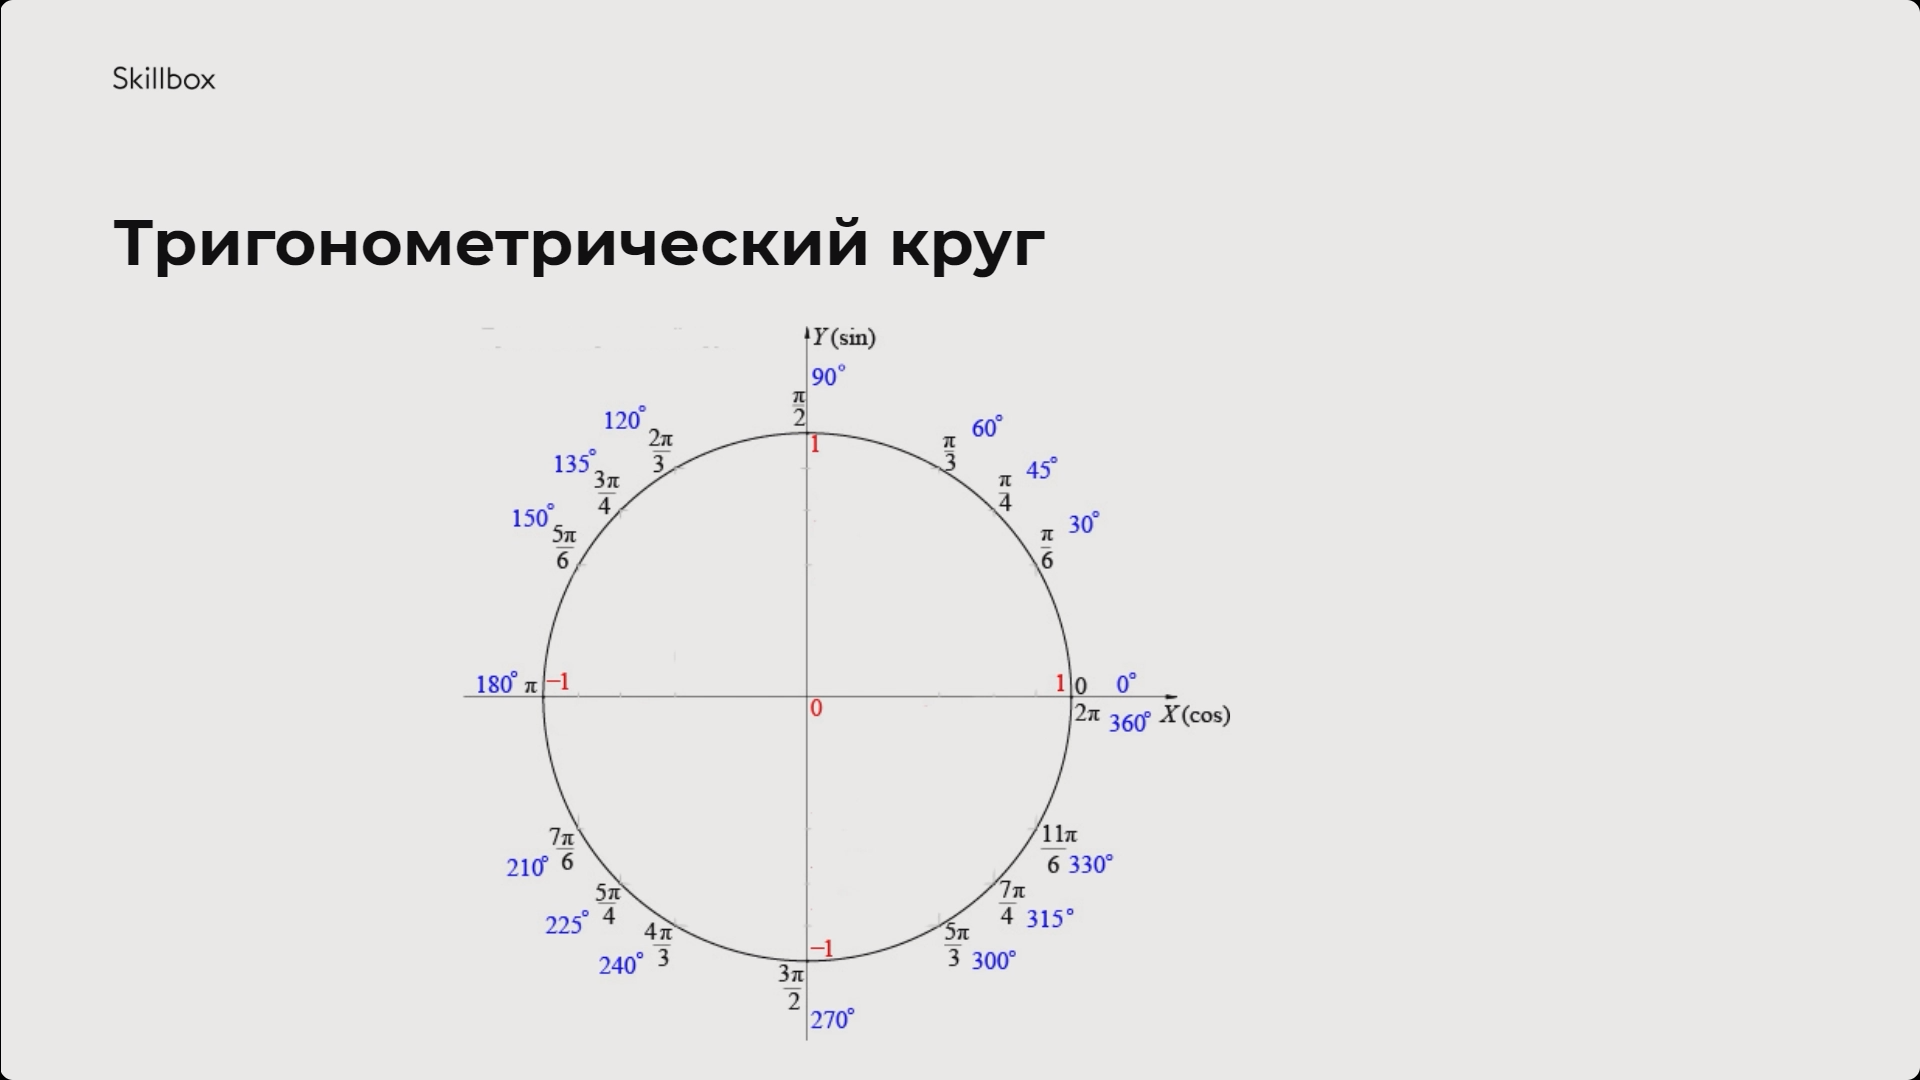 Skillbox
Тригонометрический круг
Y(sin)
90°
π/2
1
120°
2π/3
60°
π/3
135°
3π/4
45°
π/4
150°
5π/6
30°
π/6
180° π −1
1 0 0°
0
2π 360° X(cos)
7π/6
210°
11π/6
330°
5π/4
225°
7π/4
315°
4π/3
240°
5π/3
300°
−1
3π/2
270°